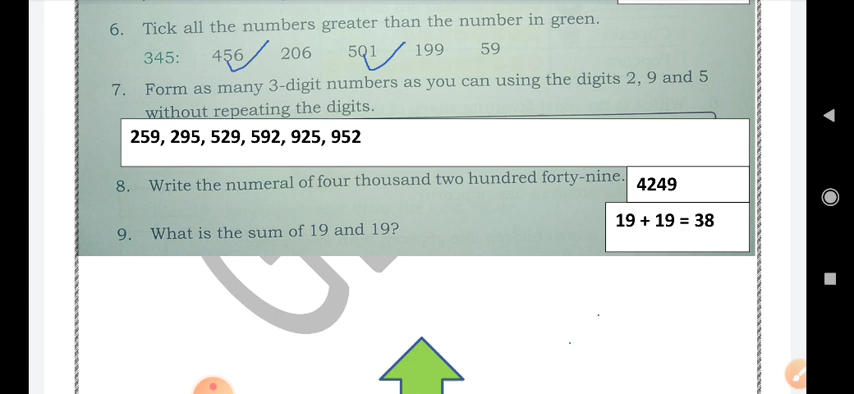 6. Tick all the numbers greater than the number in green.
345: 456 206 501 199 59
7. Form as many 3-digit numbers as you can using the digits 2, 9 and 5
without repeating the digits.
259, 295, 529, 592, 925, 952
8. Write the numeral of four thousand two hundred forty-nine. 4249
9. What is the sum of 19 and 19? 19 + 19 = 38